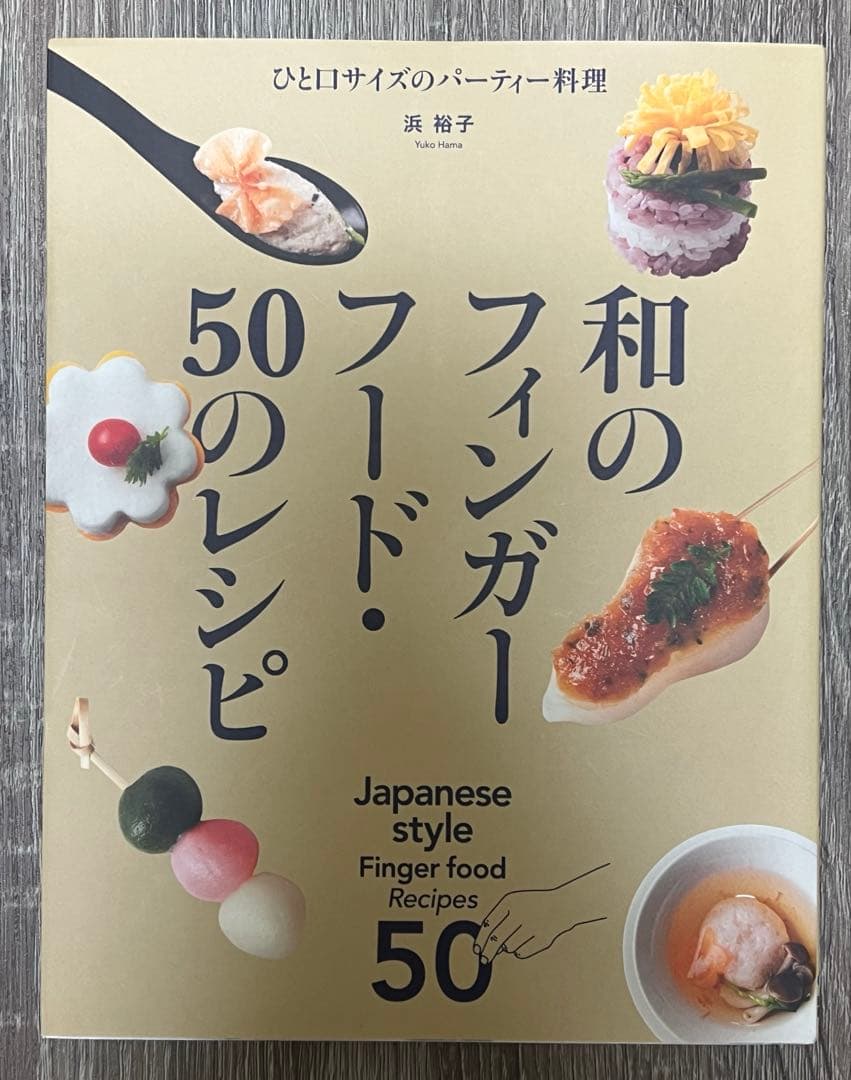 ひと口サイズのパーティー料理
浜 裕子
Yuko Hama
和の
フィンガー
フード・
50のレシピ
Japanese
style
Finger food
Recipes
50